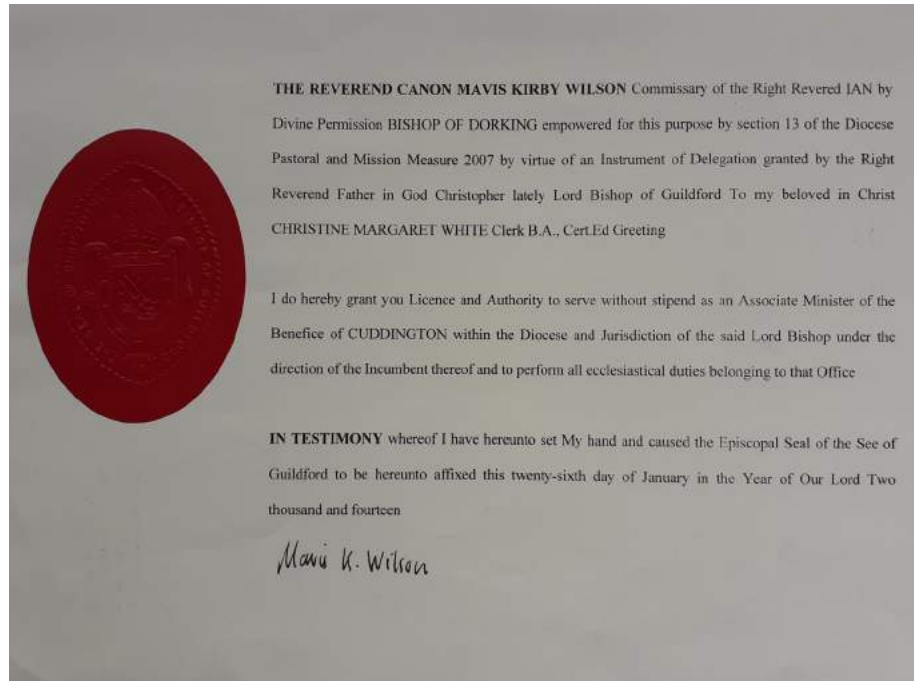 THE REVEREND CANON MAVIS KIRBY WILSON Commissary of the Right Revered IAN by
Divine Permission BISHOP OF DORKING empowered for this purpose by section 13 of the Diocese
Pastoral and Mission Measure 2007 by virtue of an Instrument of Delegation granted by the Right
Reverend Father in God Christopher lately Lord Bishop of Guildford To my beloved in Christ
CHRISTINE MARGARET WHITE Clerk B.A., Cert.Ed Greeting
I do hereby grant you Licence and Authority to serve without stipend as an Associate Minister of the
Benefice of CUDDINGTON within the Diocese and Jurisdiction of the said Lord Bishop under the
direction of the Incumbent thereof and to perform all ecclesiastical duties belonging to that Office
IN TESTIMONY whereof I have hereunto set My hand and caused the Episcopal Seal of the See of
Guildford to be hereunto affixed this twenty-sixth day of January in the Year of Our Lord Two
thousand and fourteen
Mavis K. Wilson